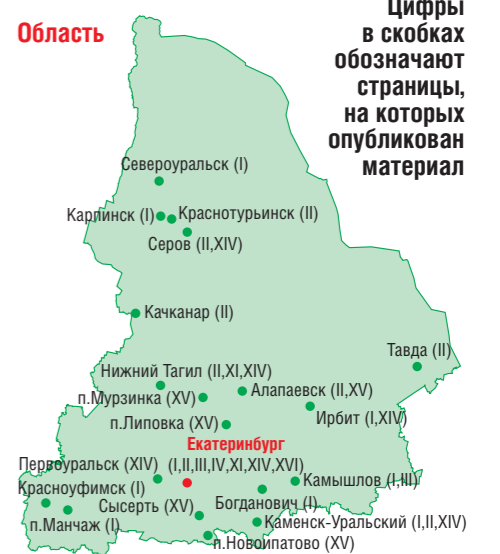 Область
Цифры
в скобках
обозначают
страницы,
на которых
опубликован
материал
Североуральск (I)
Карпинск (I)
Краснотурьинск (II)
Серов (II,XIV)
Качканар (II)
Тавда (II)
Нижний Тагил (II,XI,XIV)
п.Мурзинка (XV)
Алапаевск (II,XV)
Ирбит (I,XIV)
п.Липовка (XV)
Екатеринбург
(I,II,III,IV,XI,XIV,XVI)
Первоуральск (XIV)
Камышлов (I,III)
Красноуфимск (I)
Сысерть (XV)
Богданович (I)
п.Манчаж (I)
Каменск-Уральский (I,II,XIV)
п.Новоипатово (XV)